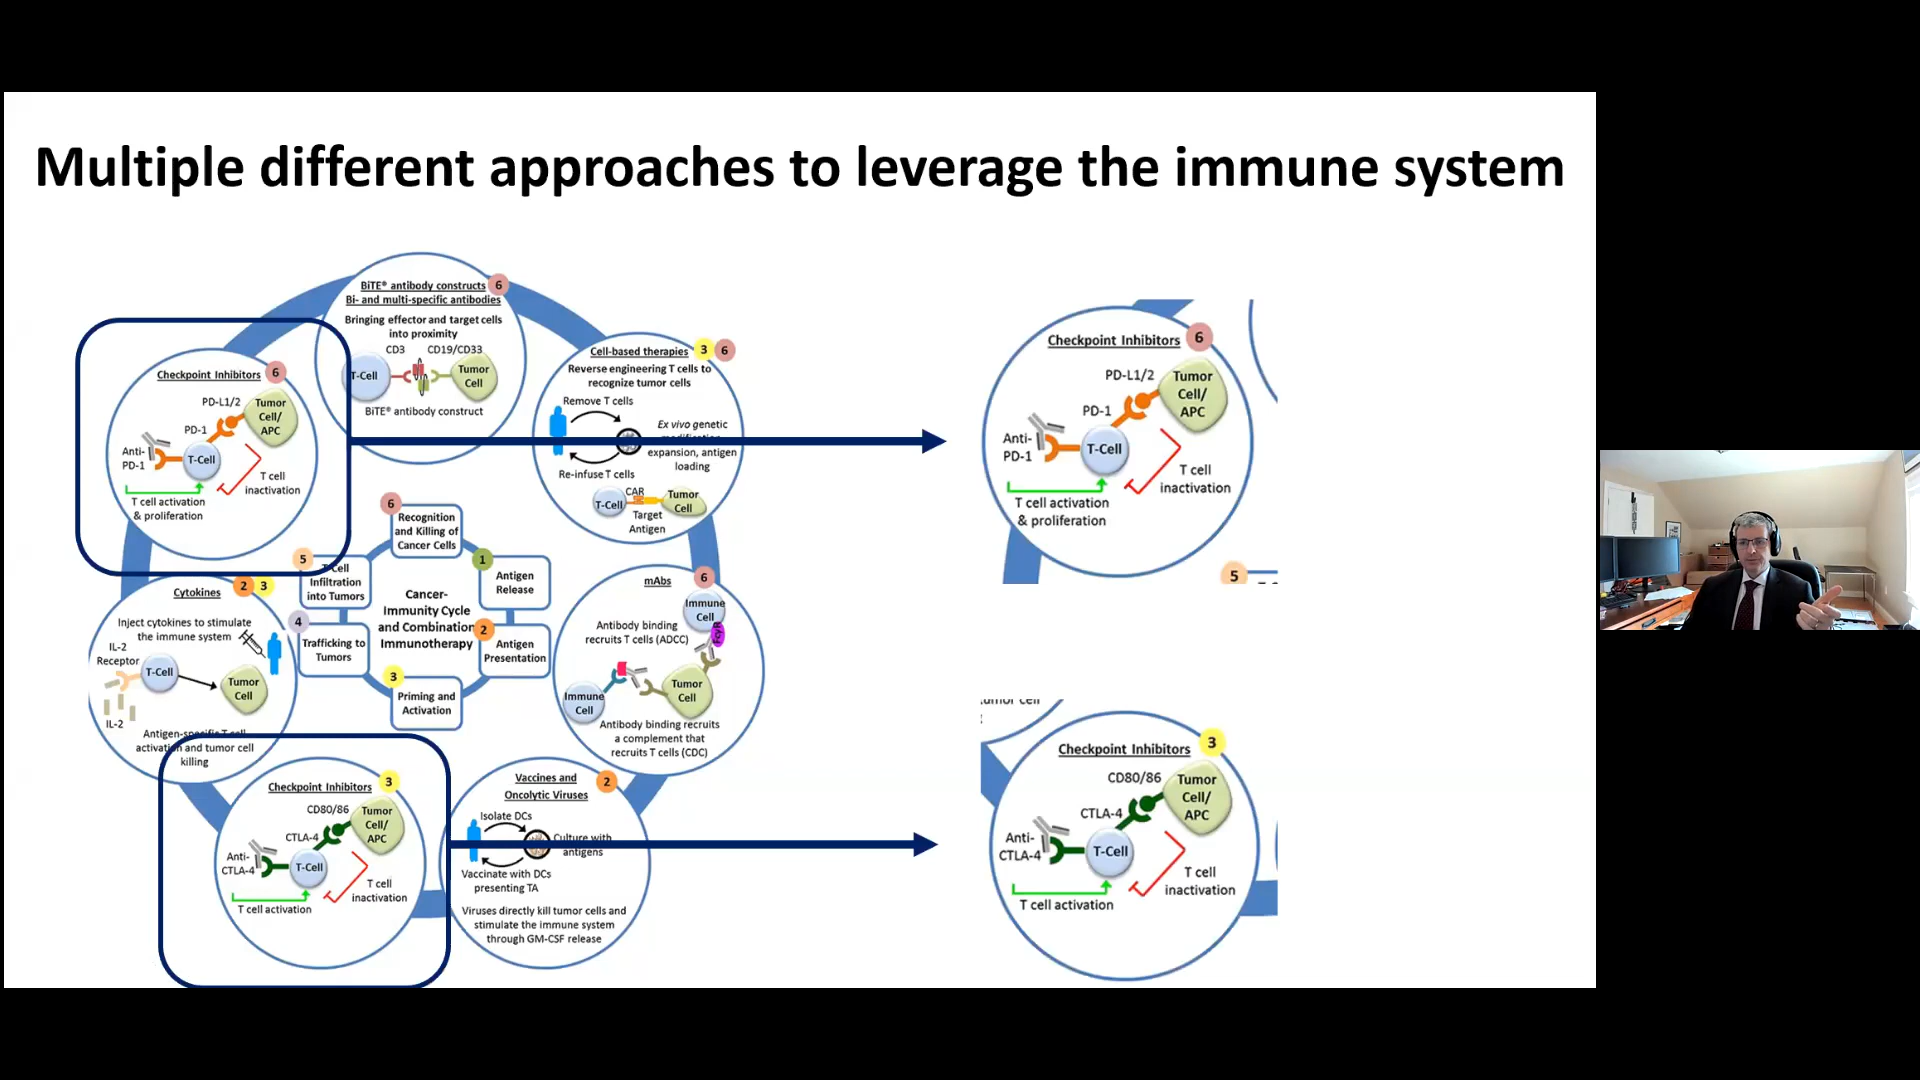 Multiple different approaches to leverage the immune system
BiTE® antibody constructs
6
Bi- and multi-specific antibodies
Bringing effector and target cells
into proximity
CD3
CD19/CD33
T-Cell
Tumor
Cell
BiTE® antibody construct
Cell-based therapies
3
6
Reverse engineering T cells to
recognize tumor cells
Remove T cells
Ex vivo genetic
modification,
expansion, antigen
loading
Re-infuse T cells
CAR
T-Cell
Tumor
Cell
Target
Antigen
Checkpoint Inhibitors
6
PD-L1/2
Tumor
Cell/
APC
PD-1
Anti-
PD-1
T-Cell
T cell
inactivation
T cell activation
& proliferation
6
Recognition
and Killing of
Cancer Cells
5
T Cell
Infiltration
into Tumors
1
Antigen
Release
Cancer-
Immunity Cycle
and Combination
Immunotherapy
4
Trafficking to
Tumors
2
Antigen
Presentation
3
Priming and
Activation
mAbs
6
Immune
Cell
FcγR
Antibody binding
recruits T cells (ADCC)
Tumor
Cell
Immune
Cell
Antibody binding recruits
a complement that
recruits T cells (CDC)
Cytokines
2
3
Inject cytokines to stimulate
the immune system
IL-2
Receptor
T-Cell
Tumor
Cell
IL-2
Antigen-specific T cell
activation and tumor cell
killing
Checkpoint Inhibitors
3
CD80/86
Tumor
Cell/
APC
CTLA-4
Anti-
CTLA-4
T-Cell
T cell
inactivation
T cell activation
Vaccines and
2
Oncolytic Viruses
Isolate DCs
Culture with
antigens
Vaccinate with DCs
presenting TA
Viruses directly kill tumor cells and
stimulate the immune system
through GM-CSF release
Checkpoint Inhibitors
6
PD-L1/2
Tumor
Cell/
APC
PD-1
Anti-
PD-1
T-Cell
T cell
inactivation
T cell activation
& proliferation
5
tumor cell
Checkpoint Inhibitors
3
CD80/86
Tumor
Cell/
APC
CTLA-4
Anti-
CTLA-4
T-Cell
T cell
inactivation
T cell activation